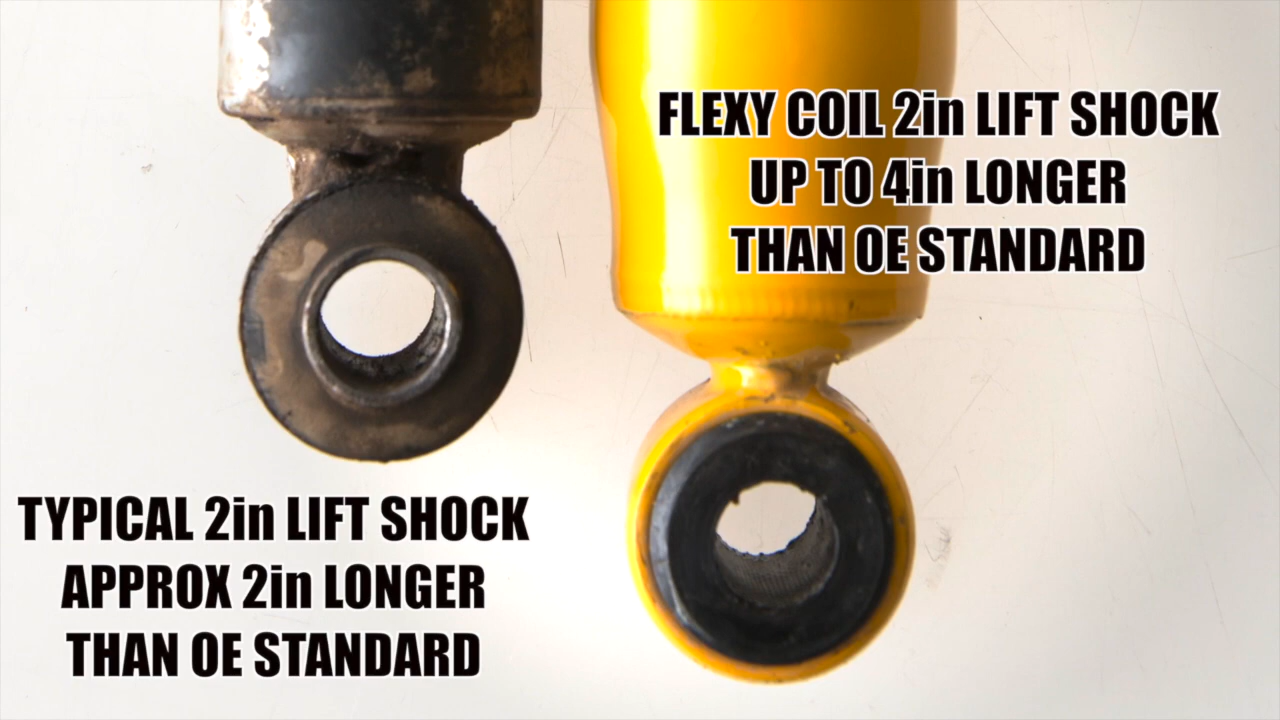 FLEXY COIL 2in LIFT SHOCK
UP TO 4in LONGER
THAN OE STANDARD
TYPICAL 2in LIFT SHOCK
APPROX 2in LONGER
THAN OE STANDARD